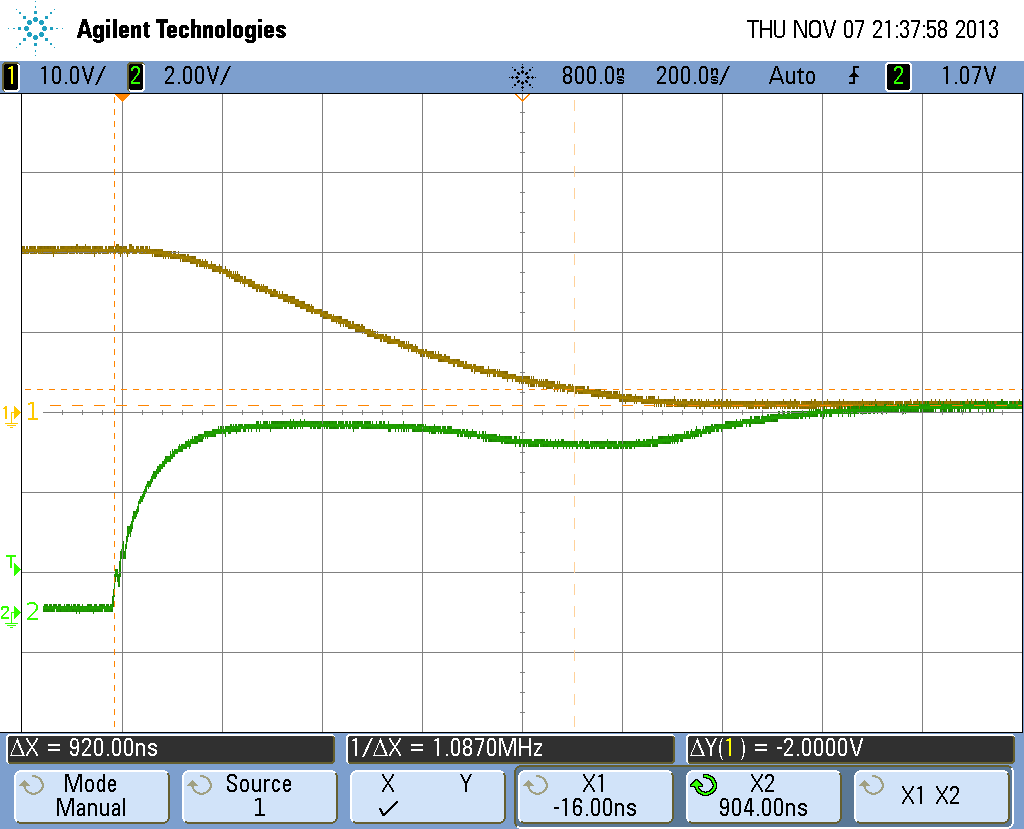 Agilent Technologies THU NOV 07 21:37:58 2013
1 10.0V/ 2 2.00V/ 800.0ns 200.0ns/ Auto 2 1.07V
1 1
T
2 2
ΔX = 920.00ns 1/ΔX = 1.0870MHz ΔY(1) = -2.0000V
Mode Source X Y X1 X2 X1 X2
Manual 1 ✓ -16.00ns 904.00ns